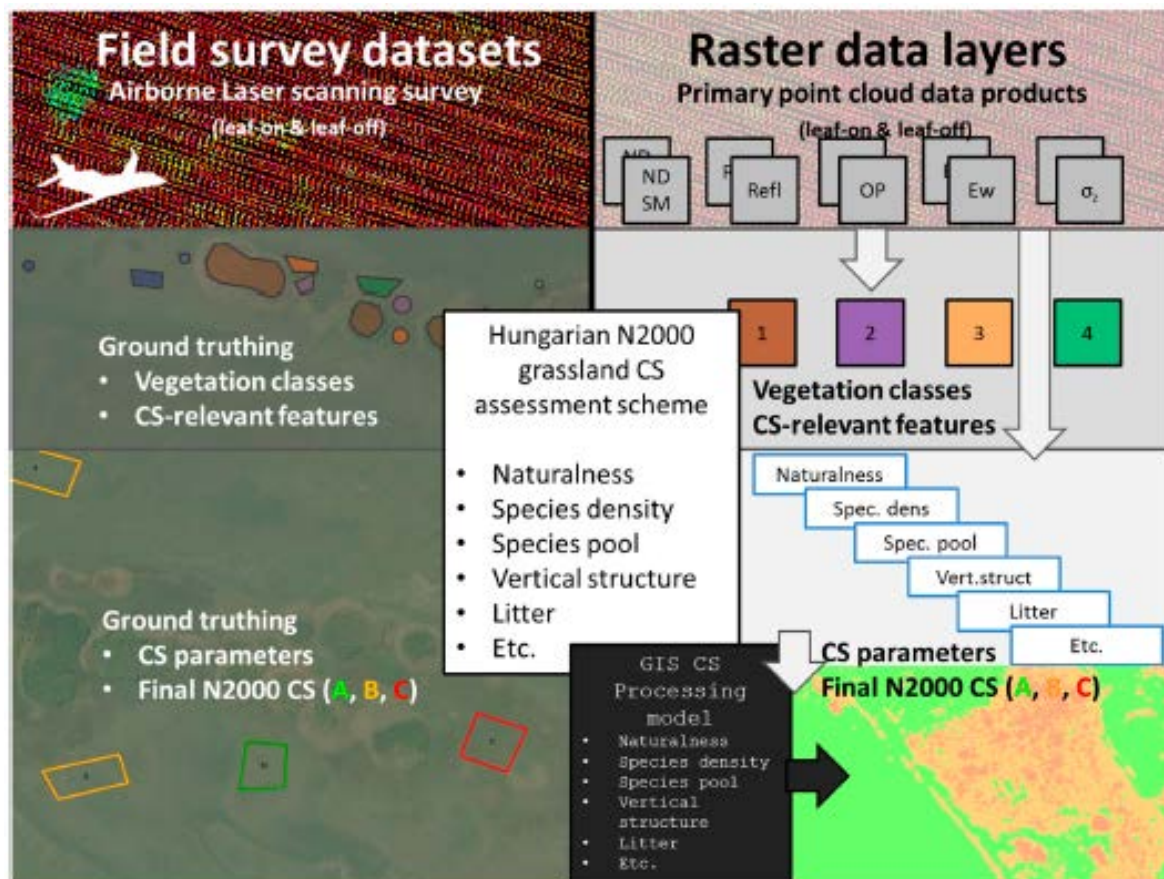 Field survey datasets
Airborne Laser scanning survey
(leaf-on & leaf-off)
Raster data layers
Primary point cloud data products
(leaf-on & leaf-off)
ND
SM
Refl
OP
Ew
σz
Ground truthing
• Vegetation classes
• CS-relevant features
1
2
3
4
Vegetation classes
CS-relevant features
Hungarian N2000
grassland CS
assessment scheme
• Naturalness
• Species density
• Species pool
• Vertical structure
• Litter
• Etc.
Naturalness
Spec. dens
Spec. pool
Vert.struct
Litter
Etc.
Ground truthing
• CS parameters
• Final N2000 CS (A, B, C)
CS parameters
Final N2000 CS (A, B, C)
GIS CS
Processing
model
• Naturalness
• Species density
• Species pool
• Vertical
structure
• Litter
• Etc.